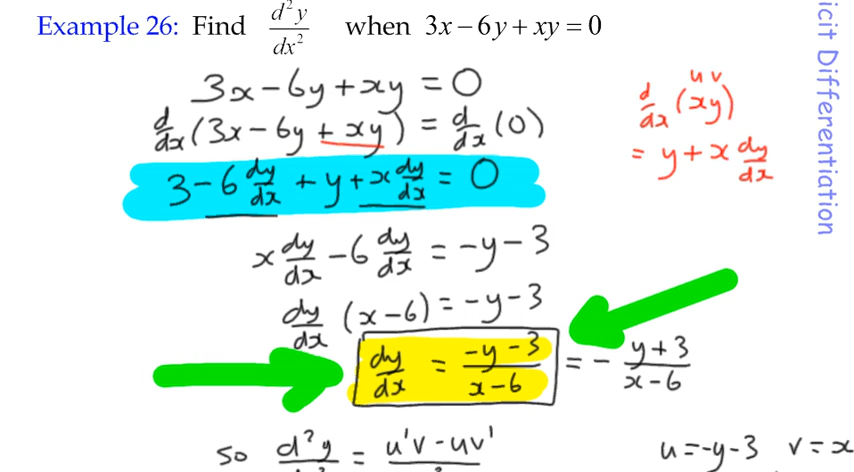 Example 26: Find d²y/dx² when 3x − 6y + xy = 0
3x − 6y + xy = 0
d/dx (3x − 6y + xy) = d/dx (0)
3 − 6 dy/dx + y + x dy/dx = 0
x dy/dx − 6 dy/dx = −y − 3
dy/dx (x − 6) = −y − 3
dy/dx = (−y − 3)/(x − 6) = − (y + 3)/(x − 6)
so d²y/dx² = u'v − uv'
u = −y − 3 v = x
u v
d/dx (xy)
= y + x dy/dx
icit Differentiation